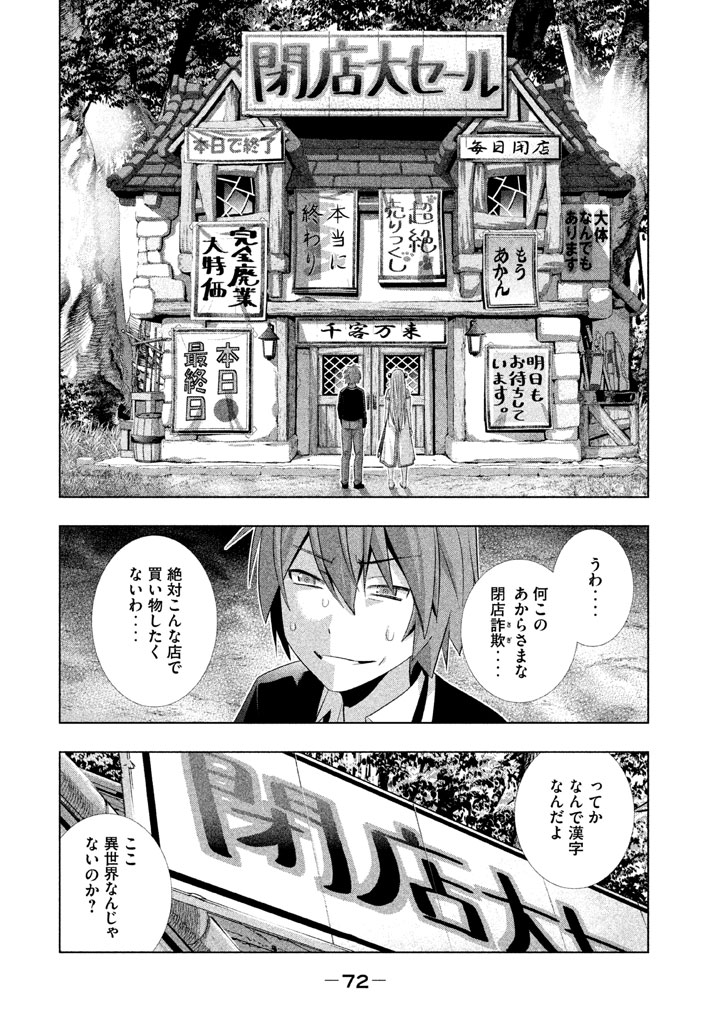 閉店大セール
毎日閉店
本日で終了
大体
なんでも
あります
もう
あかん
超絶
売りつくし
本当に
終わり
完全廃業
大特価
千客万来
明日も
お待ちして
います。
本日
最終日
うわ‥‥
何この
あからさまな
閉店詐欺‥‥
さぎ
絶対こんな店で
買い物したく
ないわ‥‥
ってか
なんで漢字
なんだよ
閉店大
ここ
異世界なんじゃ
ないのか?
-72-